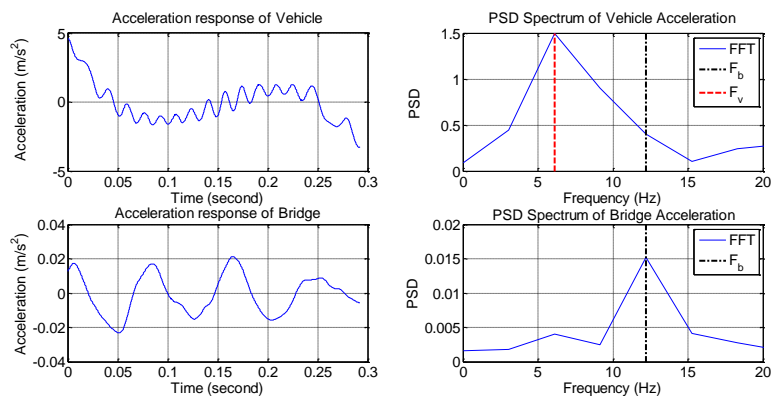 Acceleration response of Vehicle
Acceleration (m/s²)
5
0
-5
0 0.05 0.1 0.15 0.2 0.25 0.3
Time (second)
PSD Spectrum of Vehicle Acceleration
PSD
1.5
1
0.5
0
0 5 10 15 20
Frequency (Hz)
FFT
F_b
F_v
Acceleration response of Bridge
Acceleration (m/s²)
0.04
0.02
0
-0.02
-0.04
0 0.05 0.1 0.15 0.2 0.25 0.3
Time (second)
PSD Spectrum of Bridge Acceleration
PSD
0.02
0.015
0.01
0.005
0
0 5 10 15 20
Frequency (Hz)
FFT
F_b